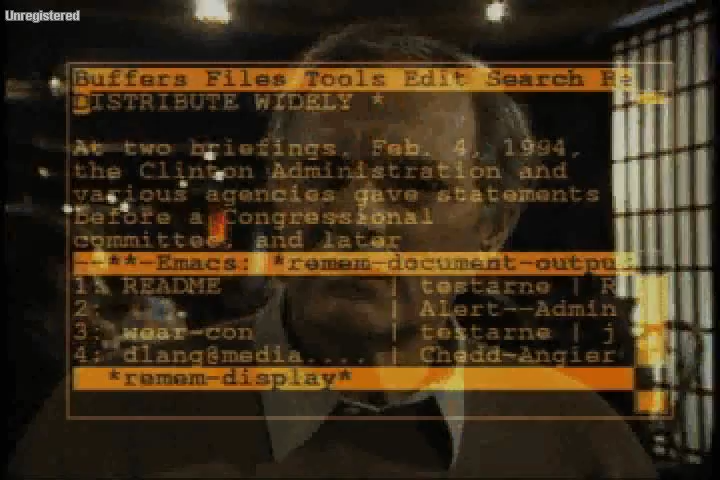 Unregistered
Buffers Files Tools Edit Search He
DISTRIBUTE WIDELY *
At two briefings, Feb. 4, 1994,
the Clinton Administration and
various agencies gave statements
before a Congressional
committee, and later
--**-Emacs: *remem-document-outpu
1: README | testarne | R
2: | Alert--Admin
3: wear-con | testarne | j
4: dlang@media.... | Chedd-Angier
*remem-display*